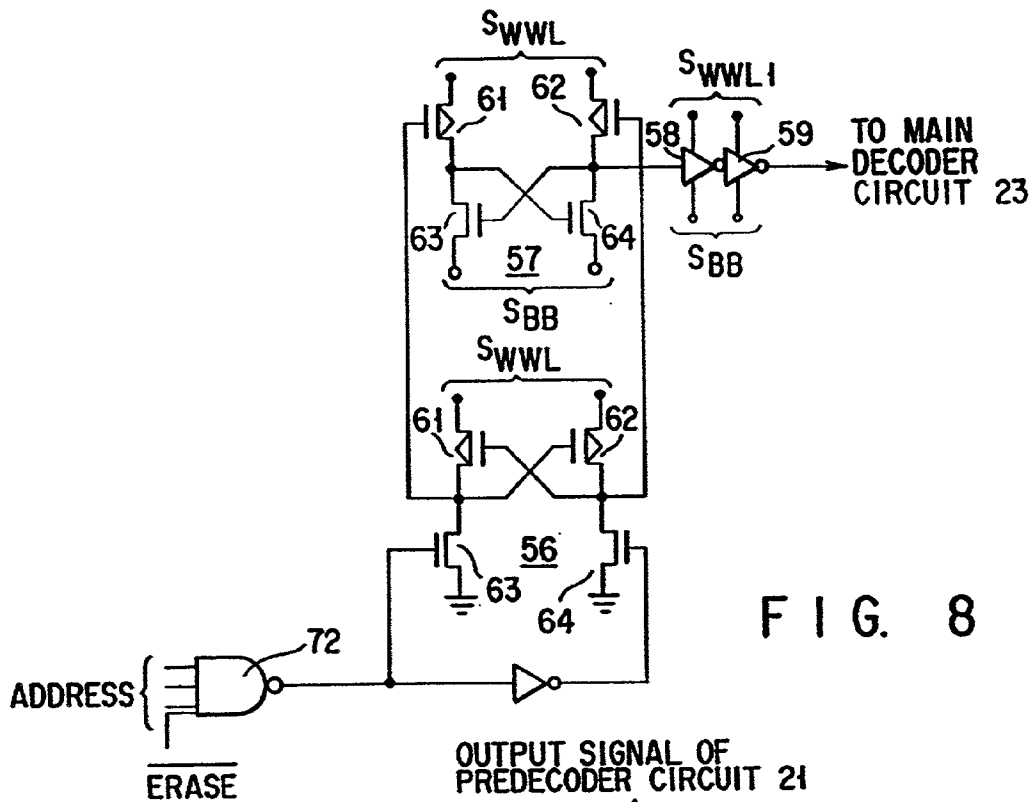 SWWL
61
62
SWWL1
58
59
TO MAIN
DECODER
CIRCUIT 23
63
64
57
SBB
SBB
SWWL
61
62
56
63
64
FIG. 8
72
ADDRESS
ERASE
OUTPUT SIGNAL OF
PREDECODER CIRCUIT 21